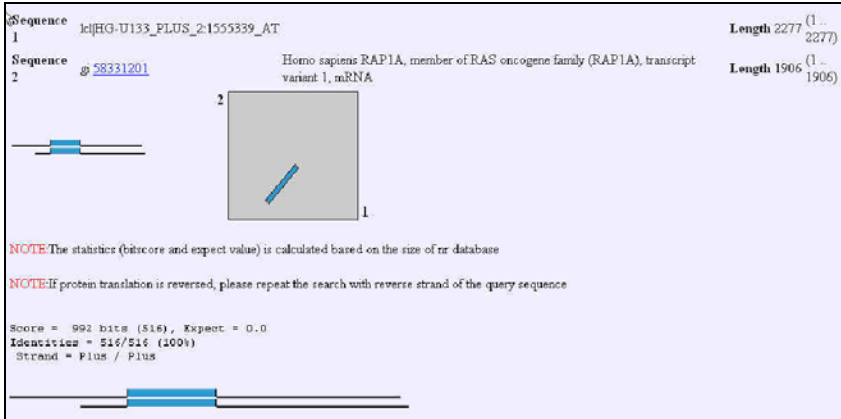 Sequence 1 lcl|HG-U133_PLUS_2:1555339_AT Length 2277 (1 .. 2277)
Sequence 2 gi 58331201 Homo sapiens RAP1A, member of RAS oncogene family (RAP1A), transcript variant 1, mRNA Length 1906 (1 .. 1906)
2
1
NOTE:The statistics (bitscore and expect value) is calculated based on the size of nr database
NOTE:If protein translation is reversed, please repeat the search with reverse strand of the query sequence
Score = 992 bits (516), Expect = 0.0
Identities = 516/516 (100%)
Strand = Plus / Plus